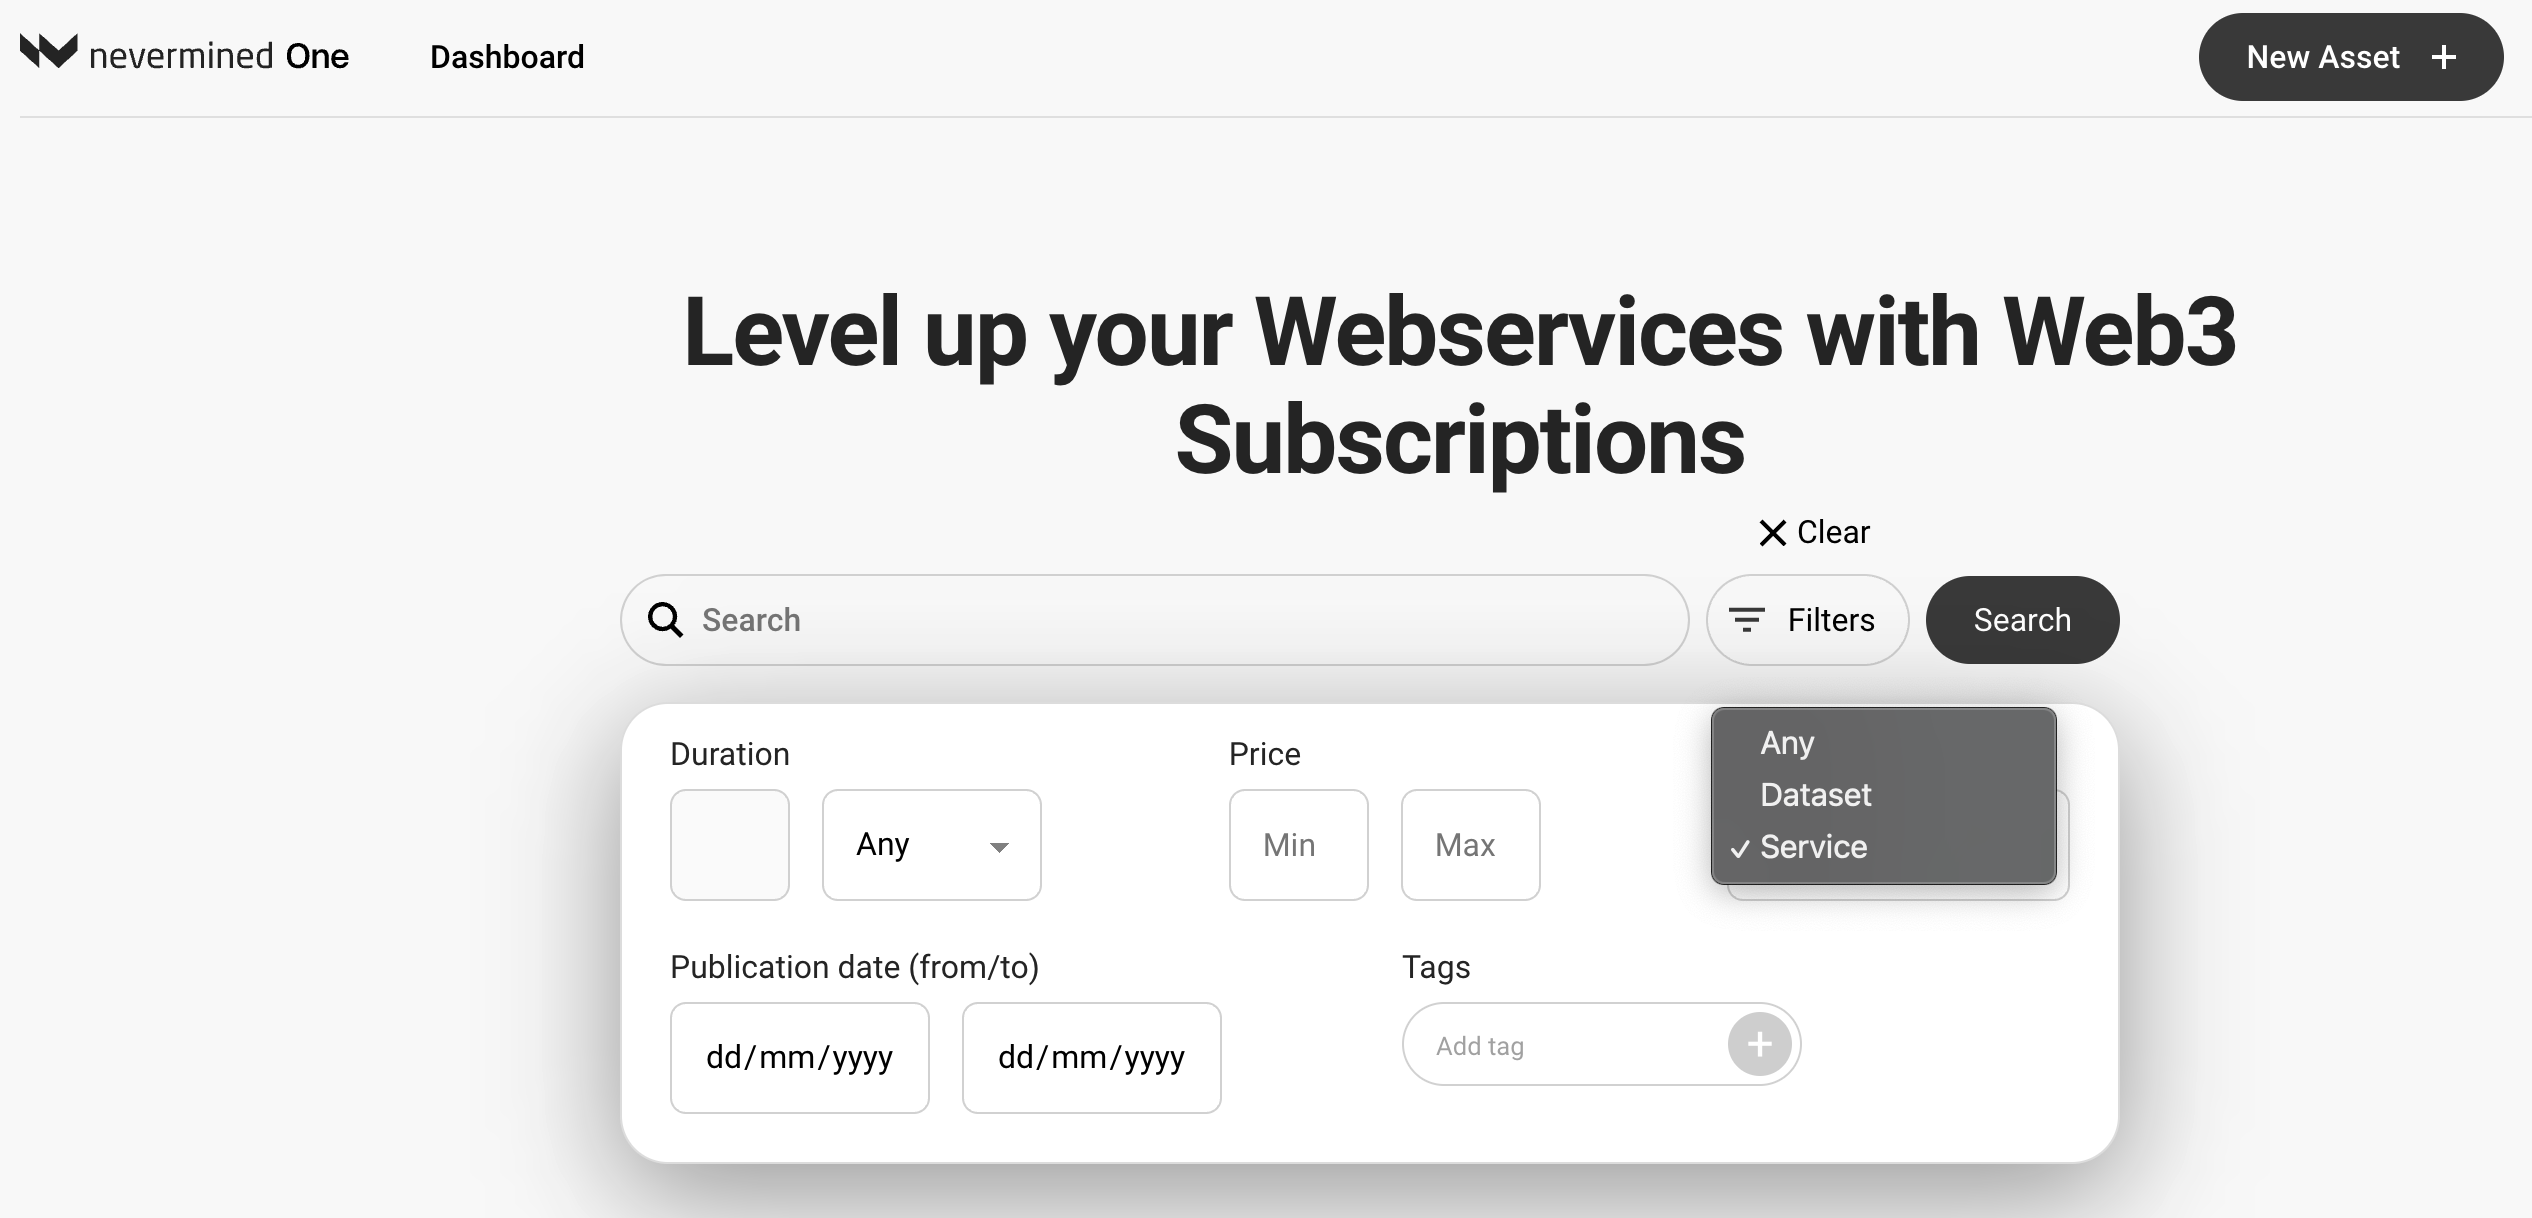 nevermined One
Dashboard
New Asset +
Level up your Webservices with Web3
Subscriptions
Clear
Search
Filters
Search
Duration
Price
Any
Dataset
✓ Service
Any
Min
Max
Publication date (from/to)
Tags
dd/mm/yyyy
dd/mm/yyyy
Add tag